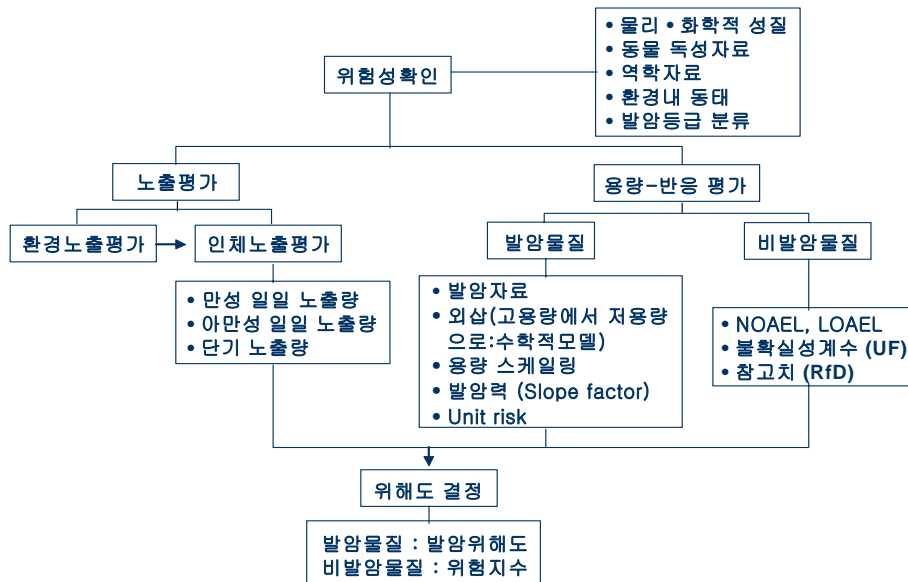 위험성확인
• 물리 • 화학적 성질
• 동물 독성자료
• 역학자료
• 환경내 동태
• 발암등급 분류
노출평가
용량-반응 평가
환경노출평가
인체노출평가
발암물질
비발암물질
• 만성 일일 노출량
• 아만성 일일 노출량
• 단기 노출량
• 발암자료
• 외삽(고용량에서 저용량
으로:수학적모델)
• 용량 스케일링
• 발암력 (Slope factor)
• Unit risk
• NOAEL, LOAEL
• 불확실성계수 (UF)
• 참고치 (RfD)
위해도 결정
발암물질 : 발암위해도
비발암물질 : 위험지수